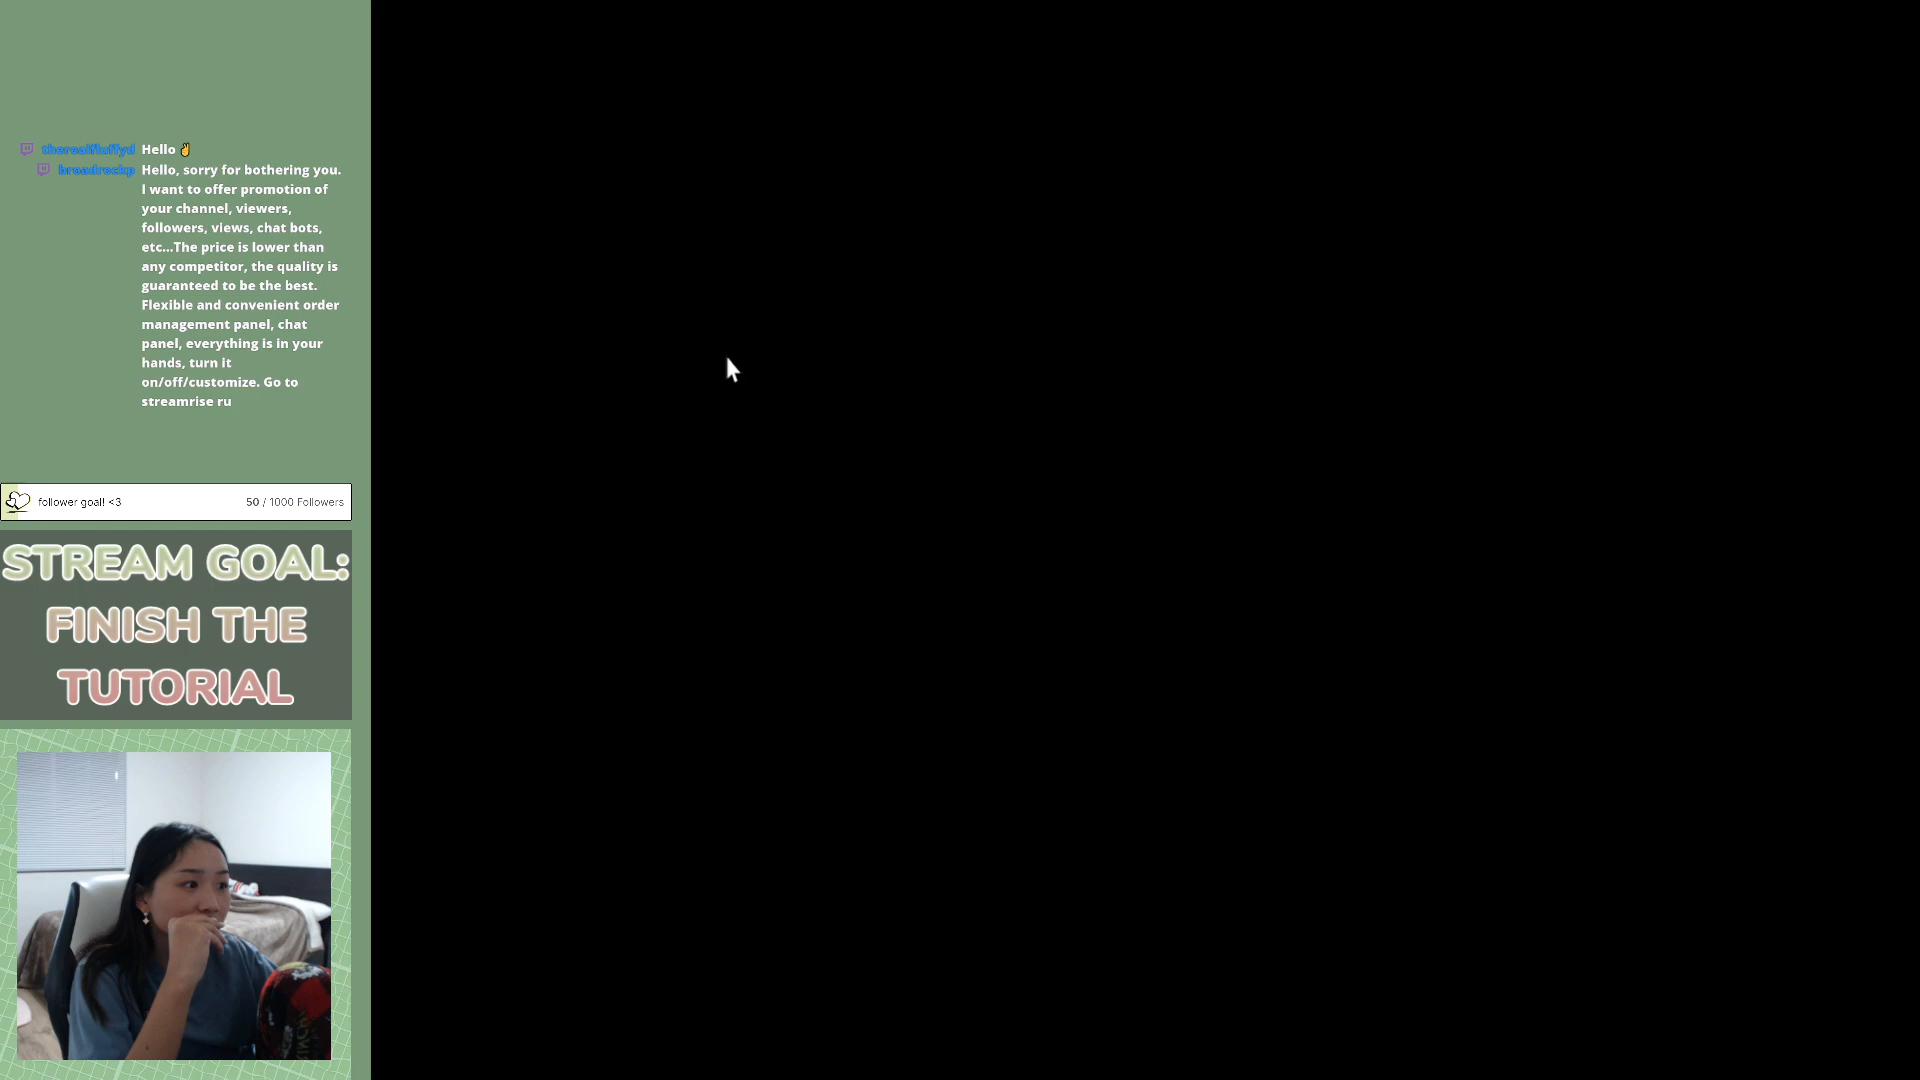 therealfluffyd Hello ✌
broadrockp Hello, sorry for bothering you.
I want to offer promotion of
your channel, viewers,
followers, views, chat bots,
etc...The price is lower than
any competitor, the quality is
guaranteed to be the best.
Flexible and convenient order
management panel, chat
panel, everything is in your
hands, turn it
on/off/customize. Go to
streamrise ru
follower goal! <3 50 / 1000 Followers
STREAM GOAL:
FINISH THE
TUTORIAL